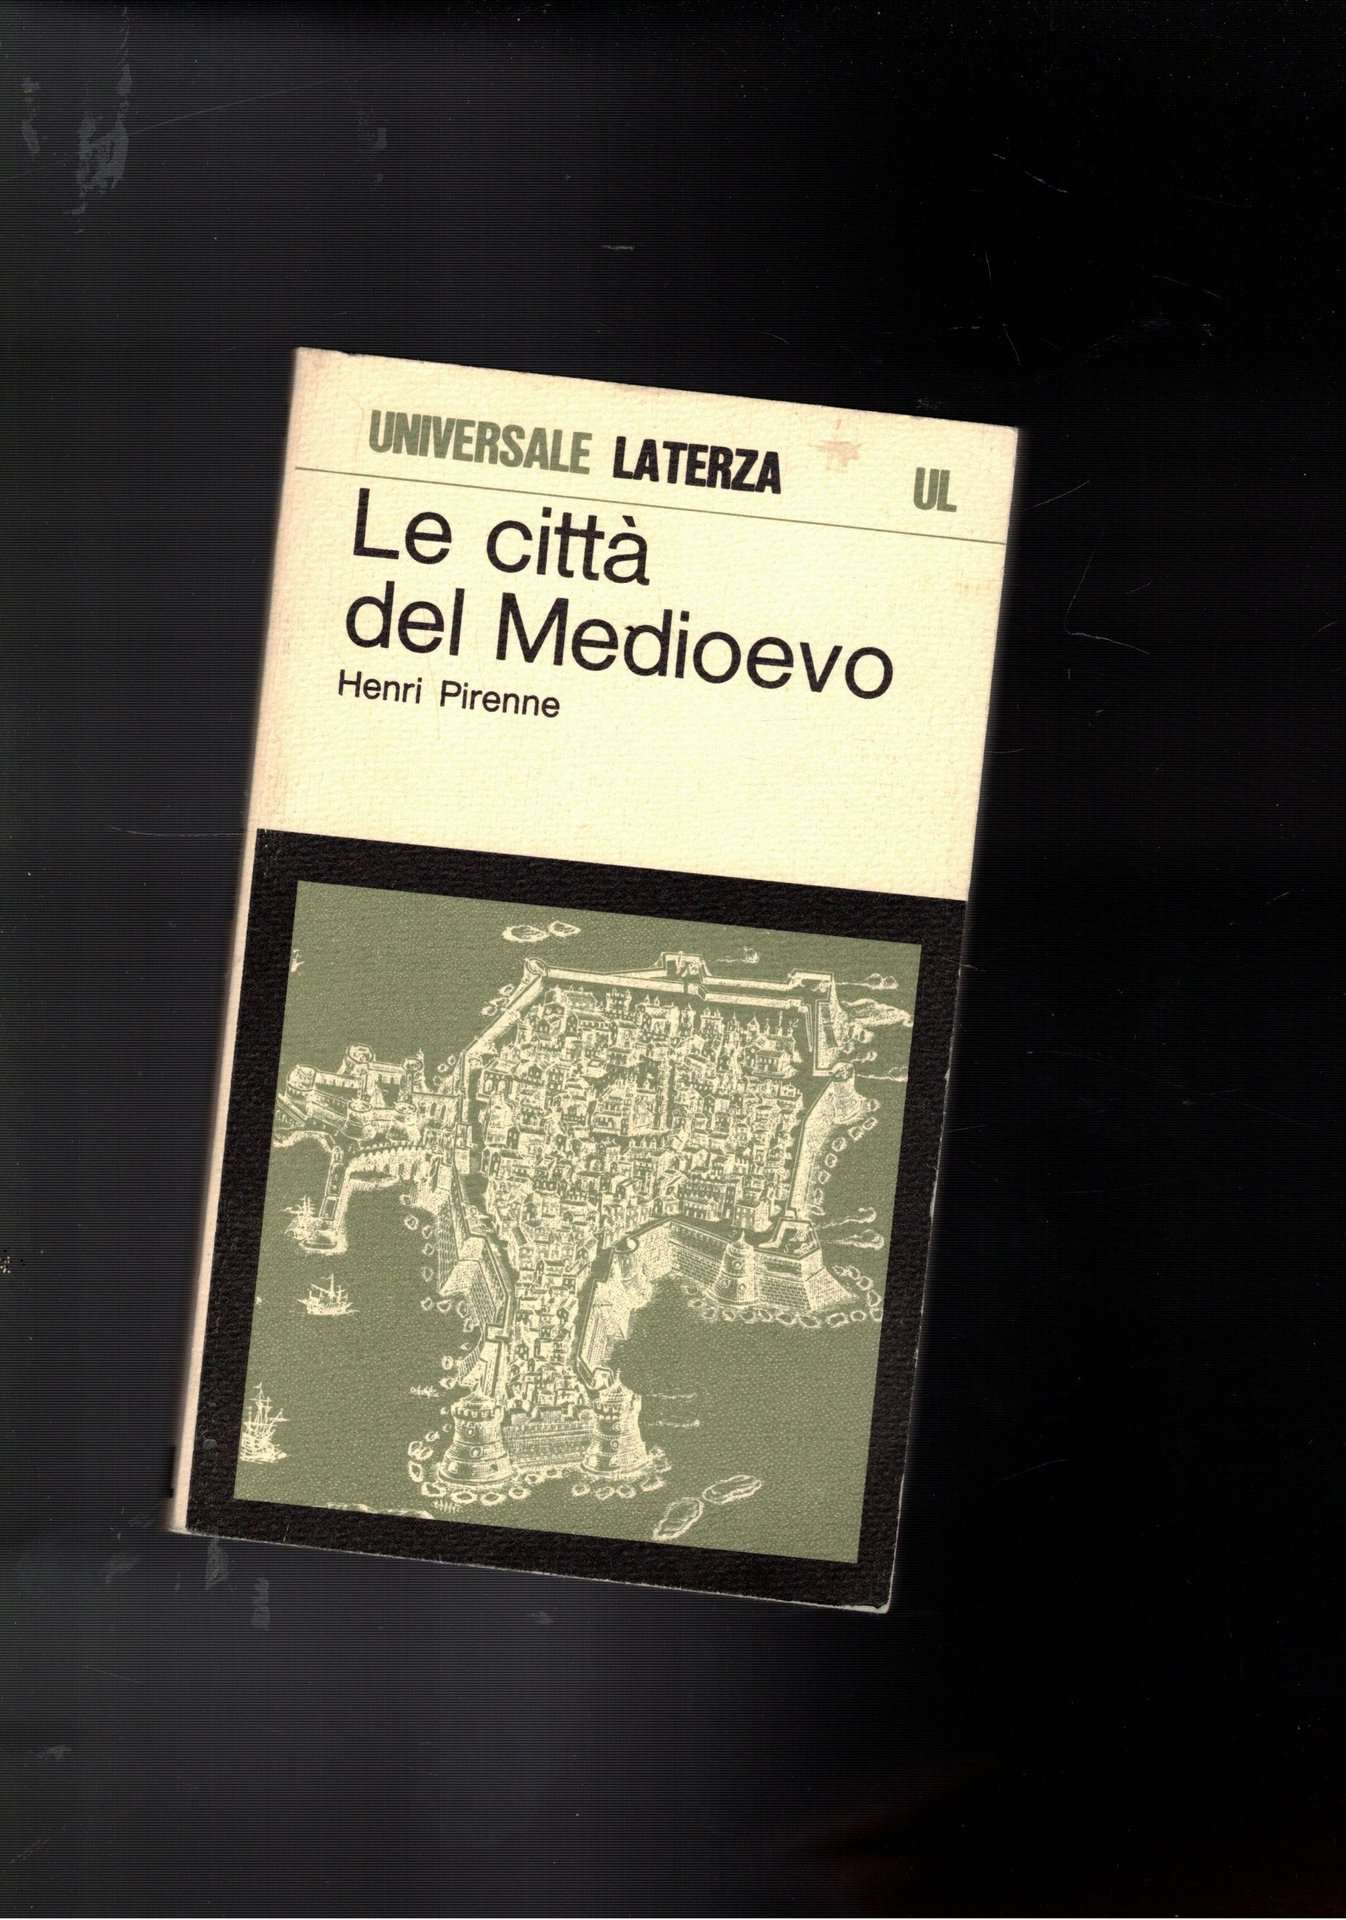 UNIVERSALE LATERZA UL
Le città
del Medioevo
Henri Pirenne